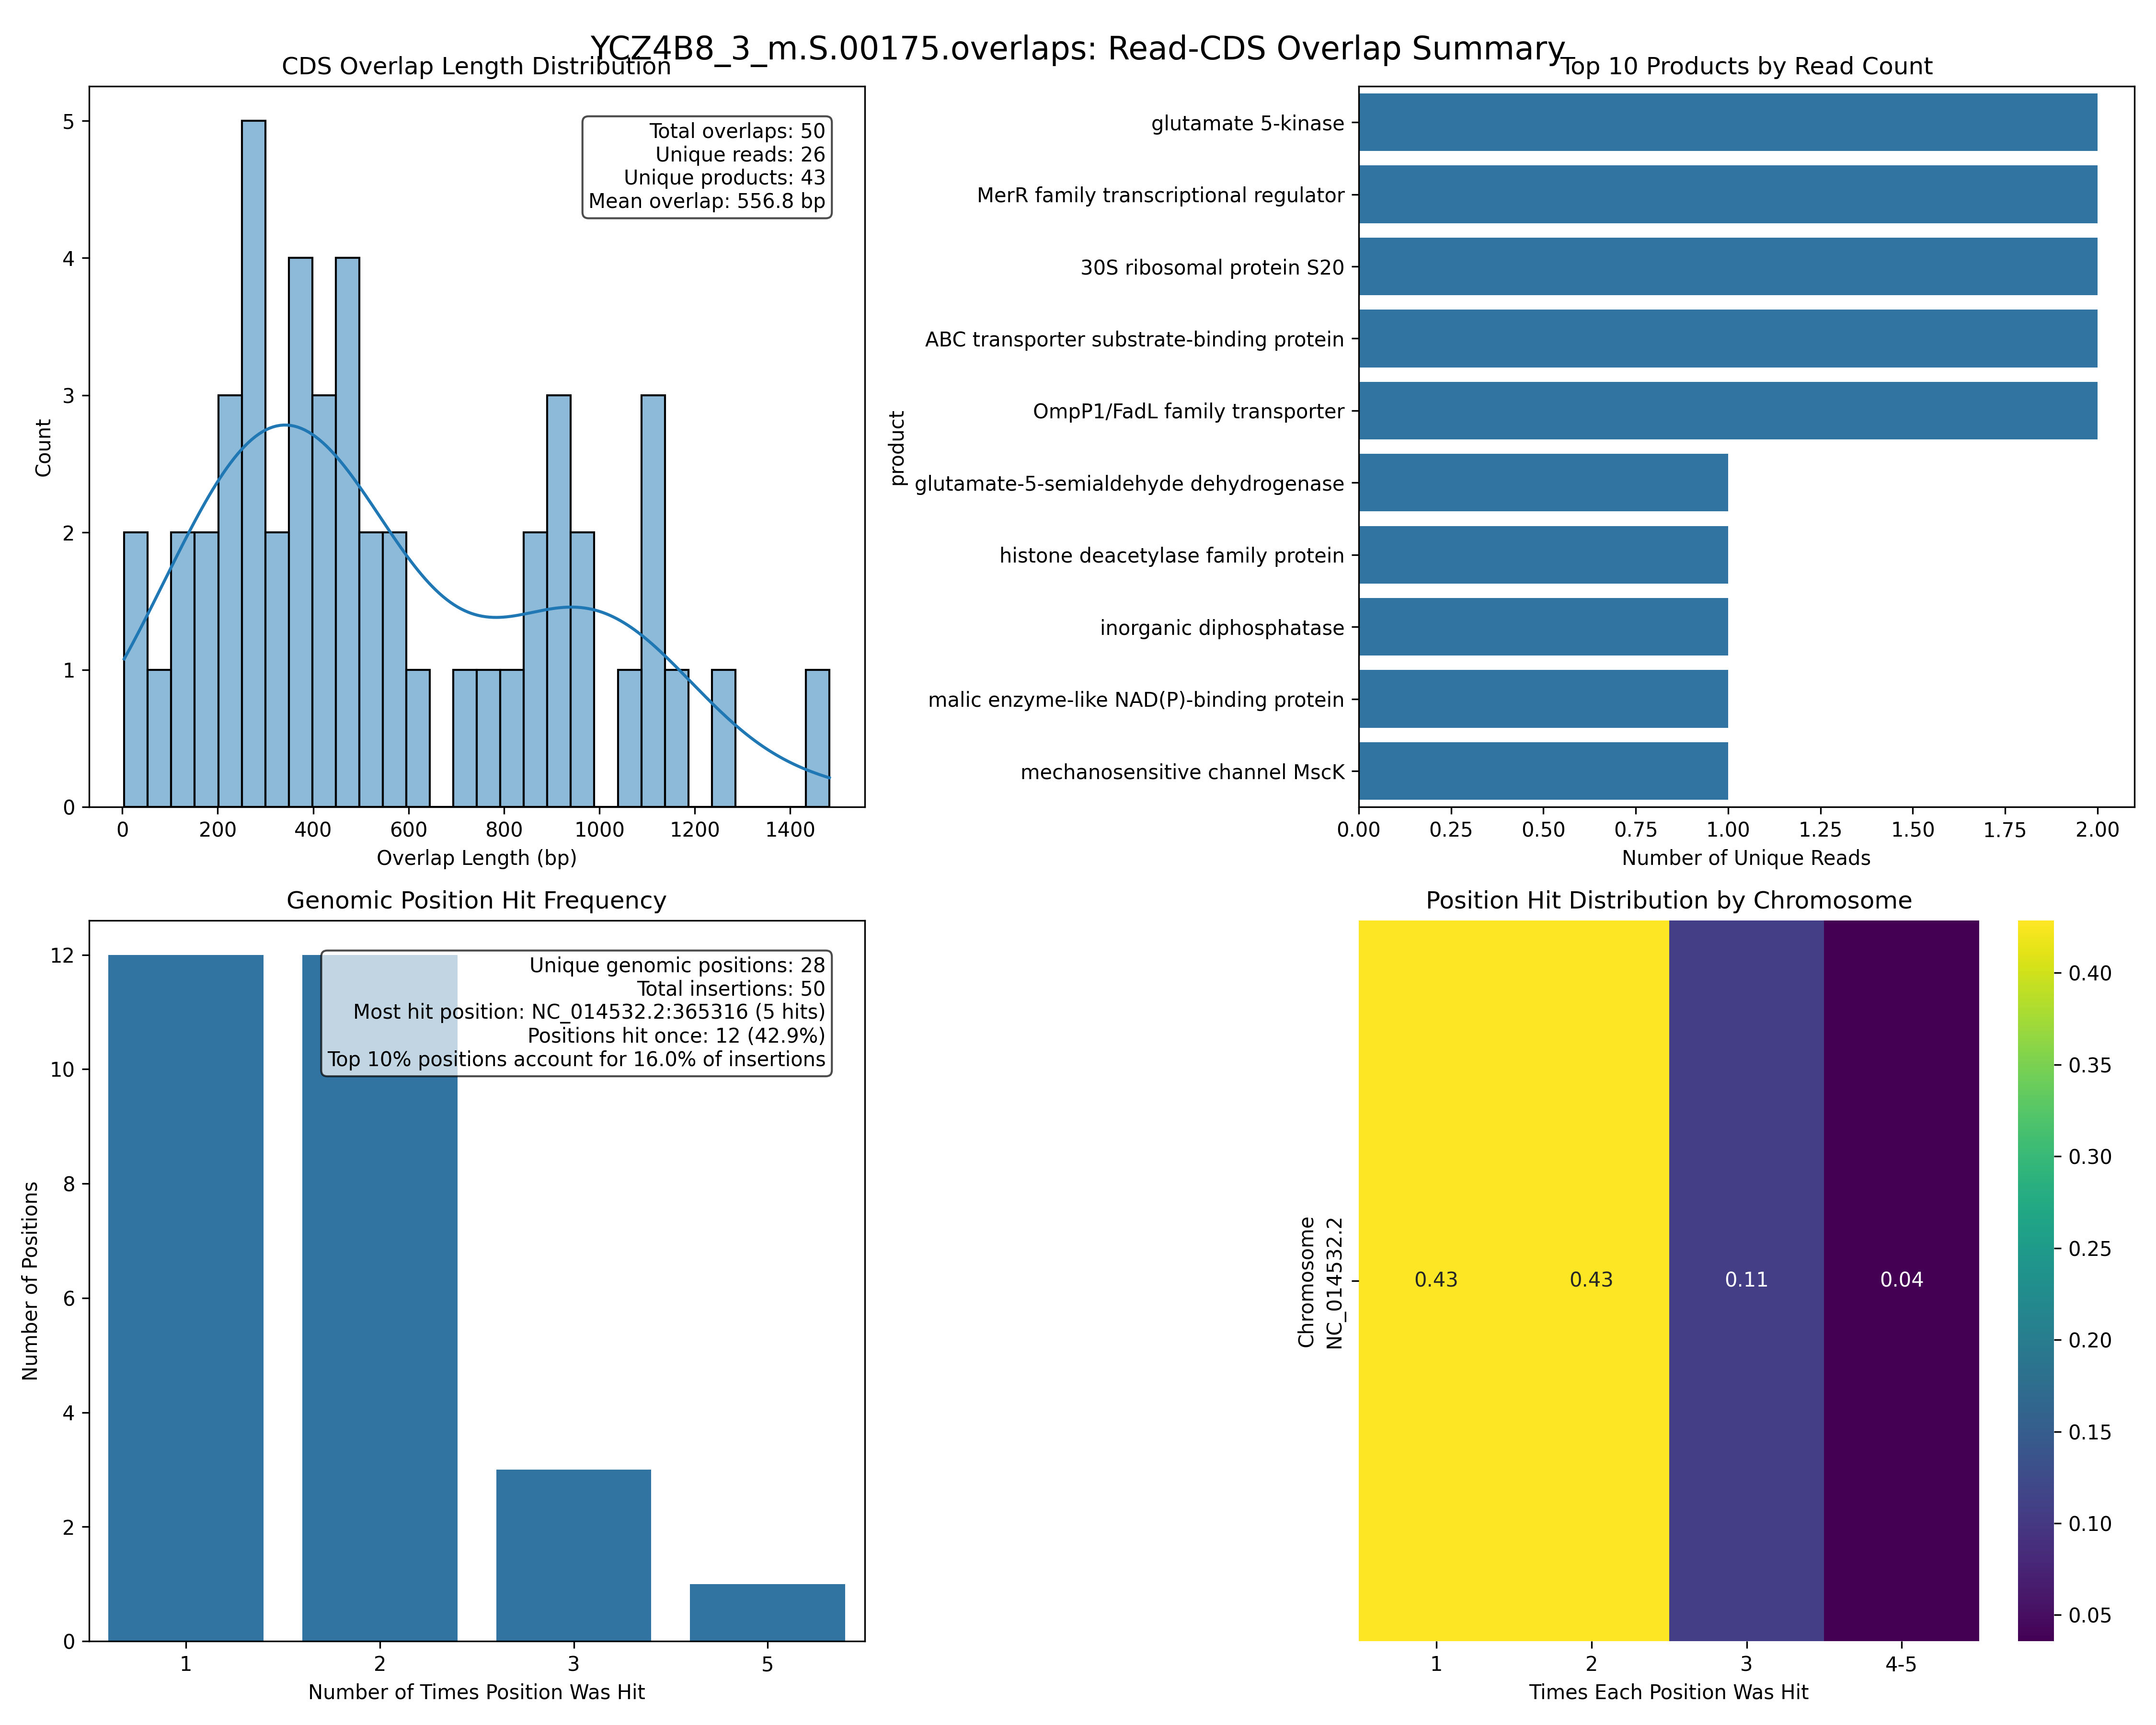 YCZ4B8_3_m.S.00175.overlaps: Read-CDS Overlap Summary
CDS Overlap Length Distribution
Total overlaps: 50
Unique reads: 26
Unique products: 43
Mean overlap: 556.8 bp
Count
5
4
3
2
1
0
0 200 400 600 800 1000 1200 1400
Overlap Length (bp)
Top 10 Products by Read Count
product
glutamate 5-kinase
MerR family transcriptional regulator
30S ribosomal protein S20
ABC transporter substrate-binding protein
OmpP1/FadL family transporter
glutamate-5-semialdehyde dehydrogenase
histone deacetylase family protein
inorganic diphosphatase
malic enzyme-like NAD(P)-binding protein
mechanosensitive channel MscK
0.00 0.25 0.50 0.75 1.00 1.25 1.50 1.75 2.00
Number of Unique Reads
Genomic Position Hit Frequency
Unique genomic positions: 28
Total insertions: 50
Most hit position: NC_014532.2:365316 (5 hits)
Positions hit once: 12 (42.9%)
Top 10% positions account for 16.0% of insertions
Number of Positions
12
10
8
6
4
2
0
1 2 3 5
Number of Times Position Was Hit
Position Hit Distribution by Chromosome
Chromosome
NC_014532.2
0.43 0.43 0.11 0.04
1 2 3 4-5
Times Each Position Was Hit
0.40
0.35
0.30
0.25
0.20
0.15
0.10
0.05